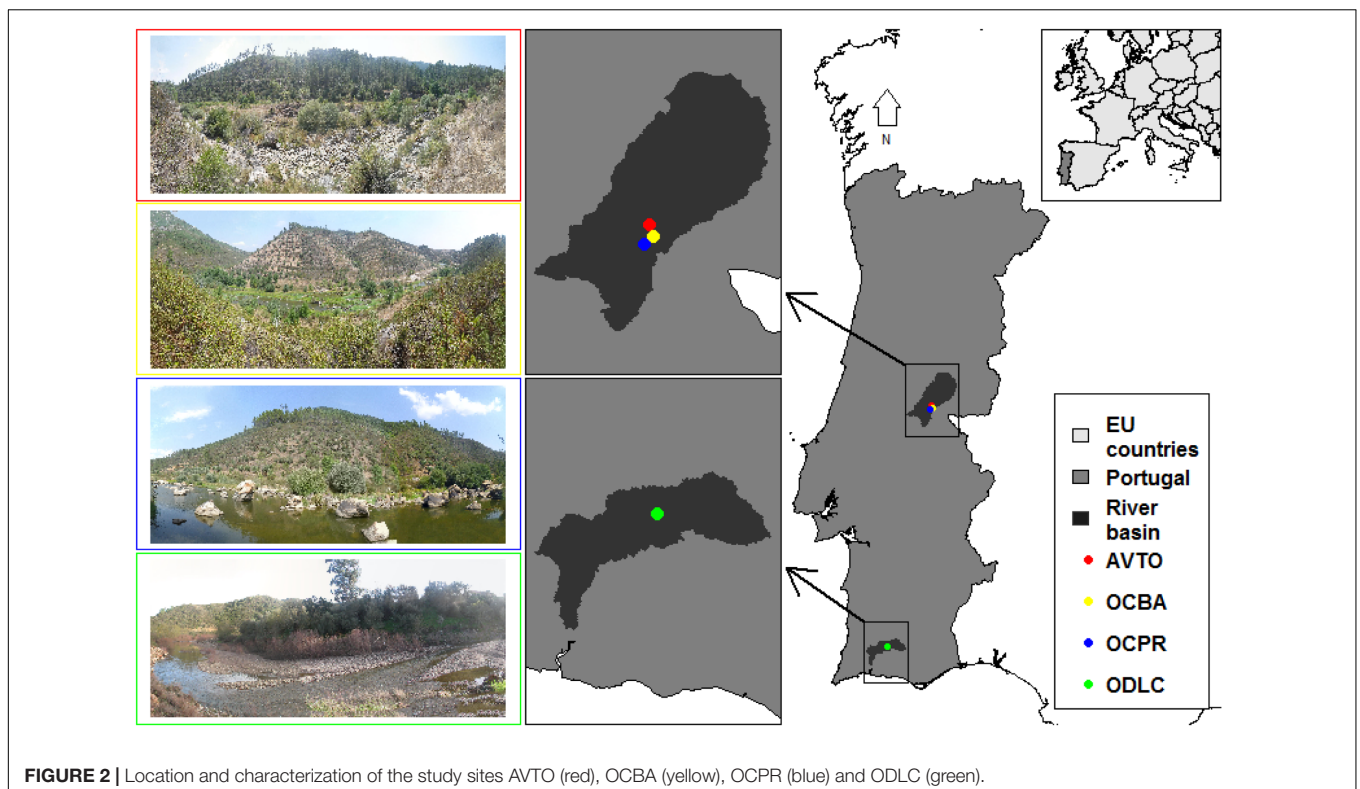 N
EU
countries
Portugal
River
basin
AVTO
OCBA
OCPR
ODLC
FIGURE 2 | Location and characterization of the study sites AVTO (red), OCBA (yellow), OCPR (blue) and ODLC (green).